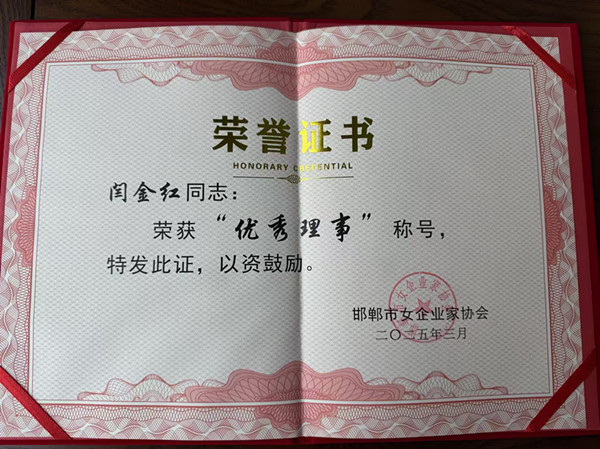 荣誉证书
HONORARY CREDENTIAL
闫金红同志：
荣获“优秀理事”称号，
特发此证，以资鼓励。
邯郸市女企业家协会
二〇二五年三月